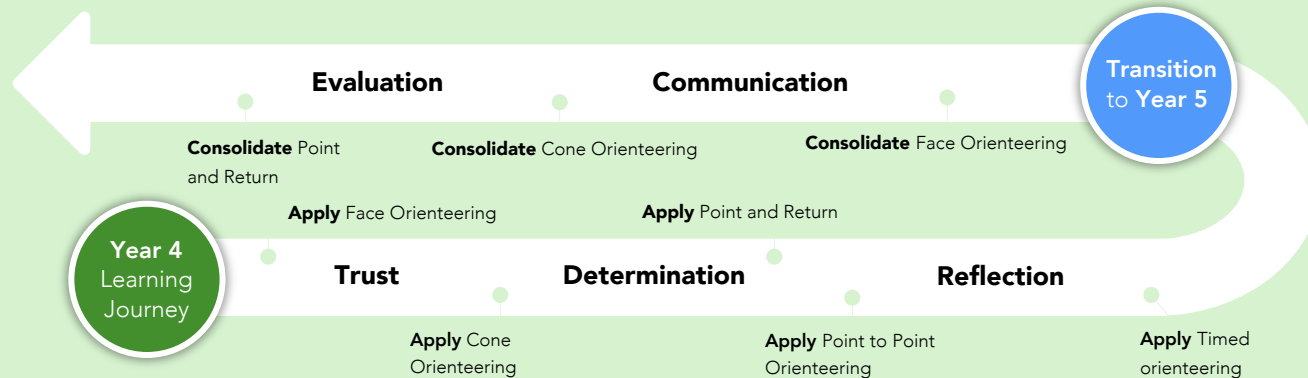 Evaluation
Communication
Transition
to Year 5
Consolidate Point
and Return
Consolidate Cone Orienteering
Consolidate Face Orienteering
Apply Face Orienteering
Apply Point and Return
Year 4
Learning
Journey
Trust
Determination
Reflection
Apply Cone
Orienteering
Apply Point to Point
Orienteering
Apply Timed
orienteering